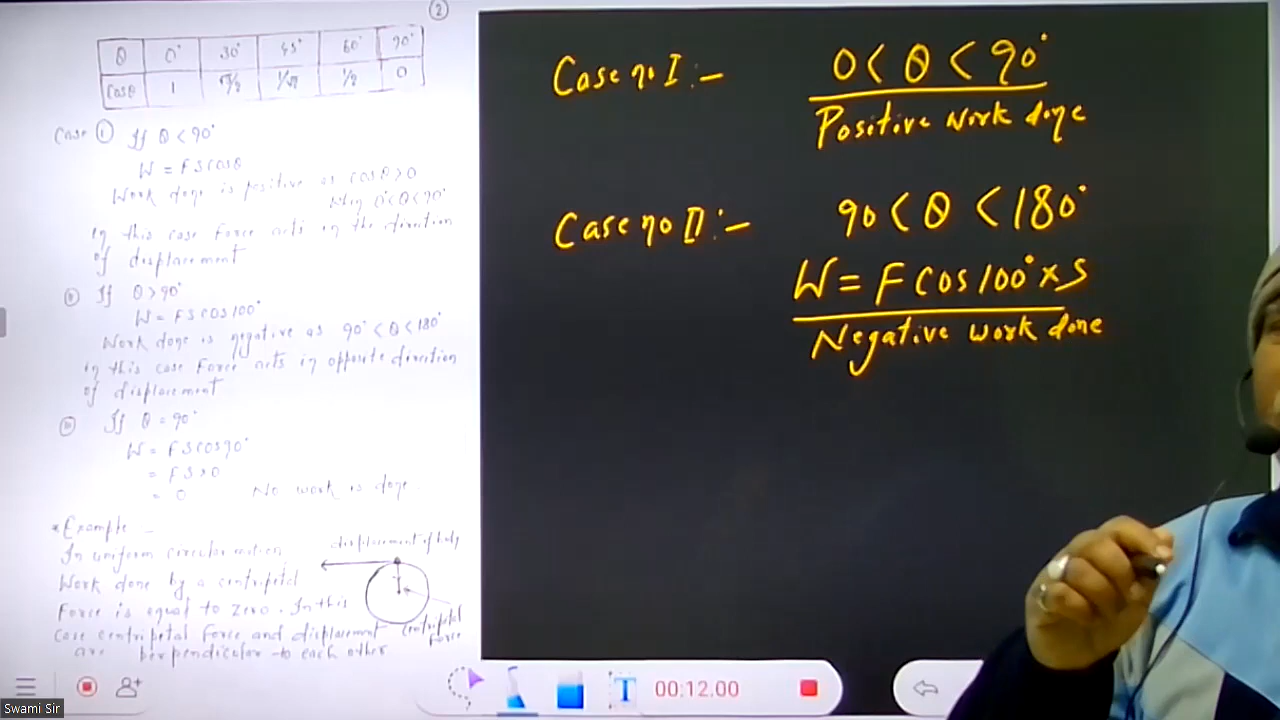 ②
θ 0° 30° 45° 60° 90°
Cosθ 1 √3/2 1/√2 1/2 0
Case ① If θ < 90°
W = FS cosθ
Work done is positive as cosθ > 0
When 0° < θ < 90°
In this case Force acts in the direction
of displacement
ⅱ If θ > 90°
W = FS cos 100°
Work done is negative as 90° < θ < 180°
in this case Force acts in opposite direction
of displacement
ⅲ If θ = 90°
W = FS cos 90°
= FS × 0
= 0 No work is done
* Example –
In uniform circular motion
Work done by a centripetal
Force is equal to zero. In this
case centripetal Force and displacement
are perpendicular to each other
displacement of body
centripetal
force
Case no I :– 0 < θ < 90°
Positive work done
Case no II :– 90 < θ < 180°
W = F cos 100° × S
Negative work done
T 00:12.00
Swami Sir